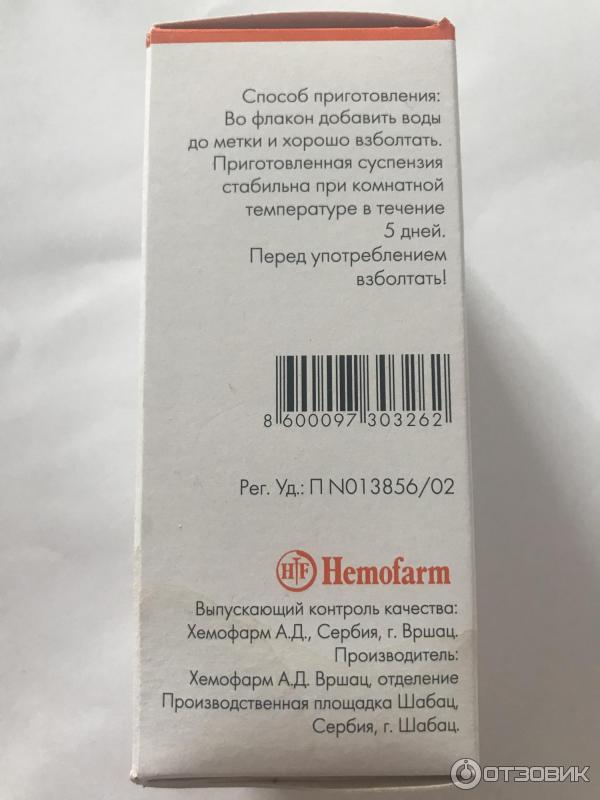 Способ приготовления:
Во флакон добавить воды
до метки и хорошо взболтать.
Приготовленная суспензия
стабильна при комнатной
температуре в течение
5 дней.
Перед употреблением
взболтать!
8 600097 303262
Рег. Уд.: П N013856/02
HF Hemofarm
Выпускающий контроль качества:
Хемофарм А.Д., Сербия, г. Вршац.
Производитель:
Хемофарм А.Д. Вршац, отделение
Производственная площадка Шабац,
Сербия, г. Шабац.
ОТЗОВИК